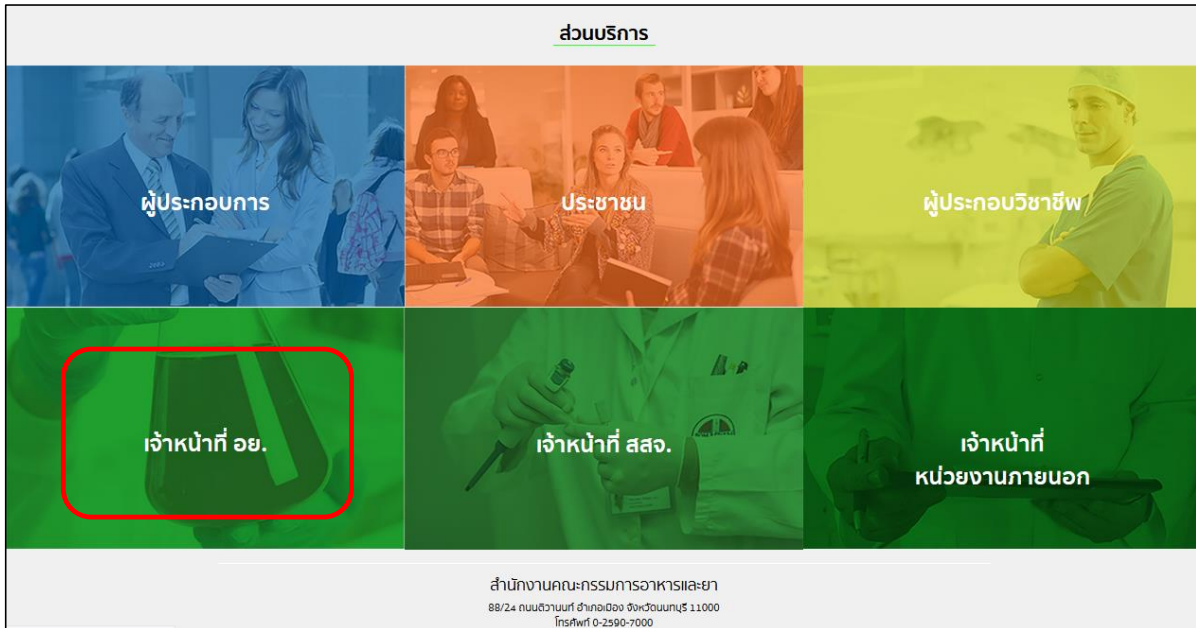 ส่วนบริการ
ผู้ประกอบการ
ประชาชน
ผู้ประกอบวิชาชีพ
เจ้าหน้าที่ อย.
เจ้าหน้าที่ สสจ.
เจ้าหน้าที่
หน่วยงานภายนอก
สำนักงานคณะกรรมการอาหารและยา
88/24 ถนนติวานนท์ อำเภอเมือง จังหวัดนนทบุรี 11000
โทรศัพท์ 0-2590-7000